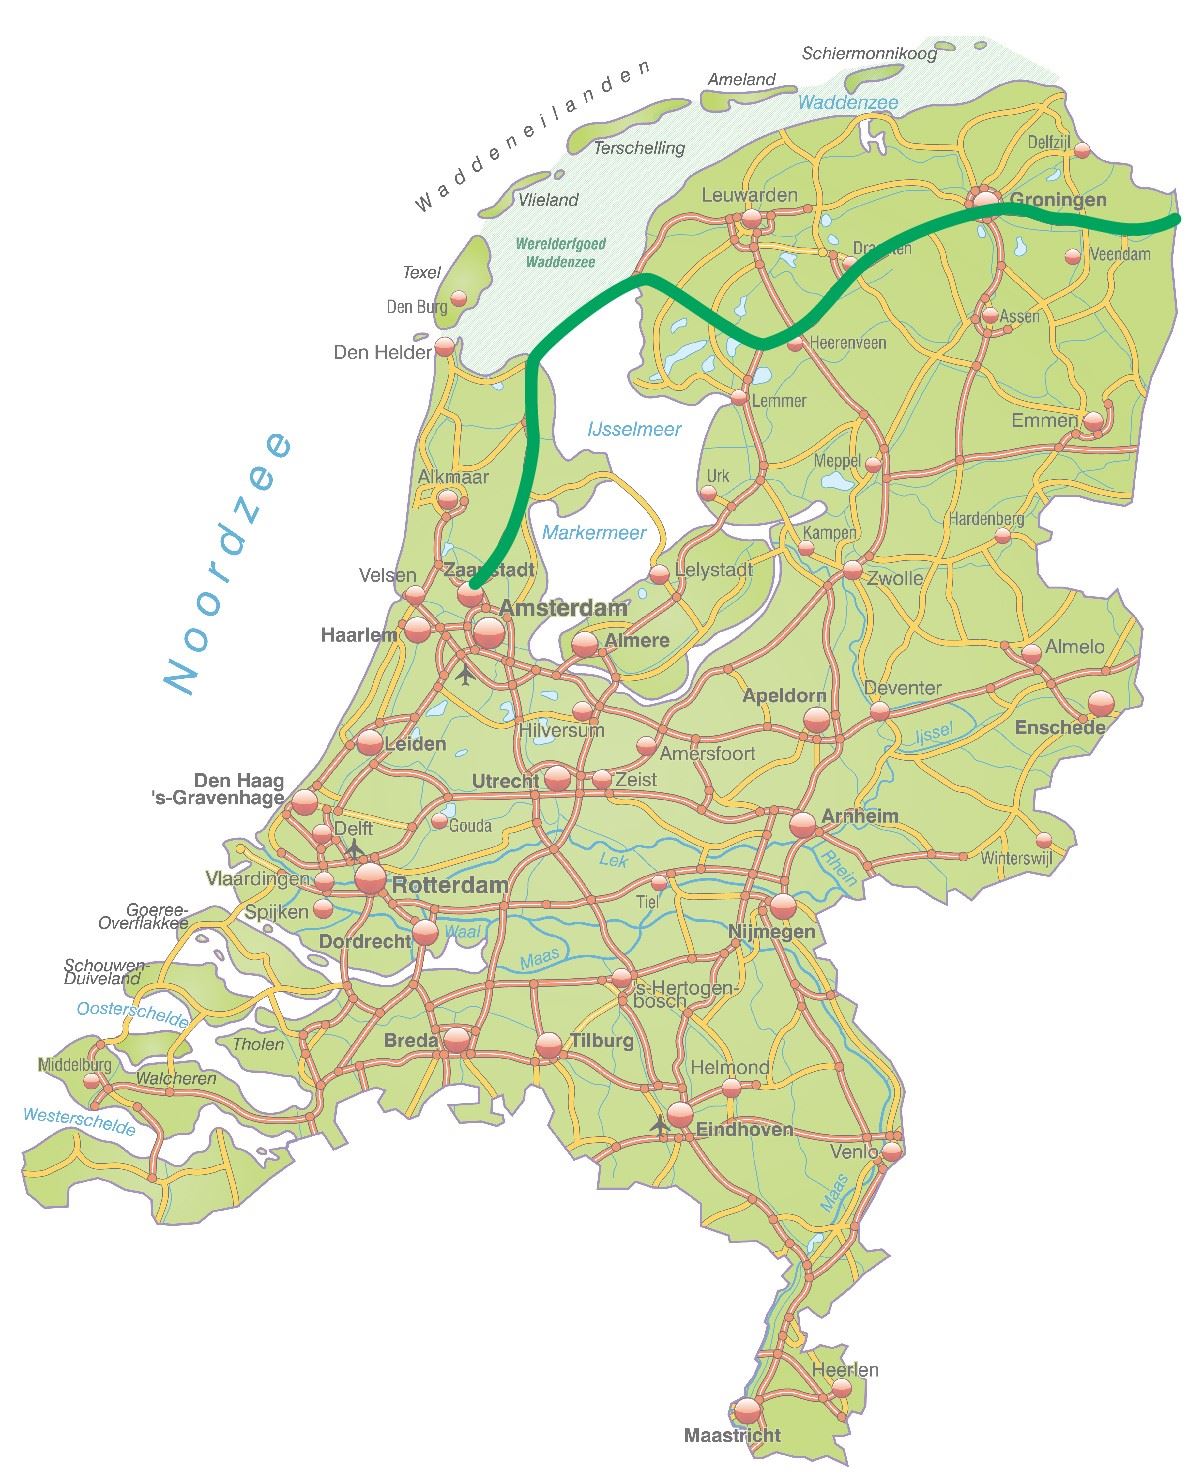 Schiermonnikoog
Waddeneilanden
Ameland
Waddenzee
Terschelling
Delfzijl
Leuwarden
Vlieland
Groningen
Werelderfgoed
Waddenzee
Drachten
Veendam
Texel
Den Burg
Assen
Den Helder
Heerenveen
Lemmer
IJsselmeer
Emmen
Noordzee
Meppel
Alkmaar
Urk
Hardenberg
Markermeer
Kampen
Velsen
Zaanstadt
Lelystadt
Zwolle
Amsterdam
Haarlem
Almere
Almelo
Apeldorn
Deventer
Enschede
Hilversum
Ijssel
Leiden
Amersfoort
Den Haag
's-Gravenhage
Utrecht
Zeist
Arnheim
Delft
Gouda
Lek
Winterswijl
Rhein
Vlaardingen
Rotterdam
Tiel
Goeree-
Overflakkee
Spijken
Nijmegen
Dordrecht
Waal
Maas
Schouwen-
Duiveland
's-Hertogen-
bosch
Oosterschelde
Tholen
Breda
Tilburg
Middelburg
Walcheren
Helmond
Westerschelde
Eindhoven
Venlo
Maas
Heerlen
Maastricht